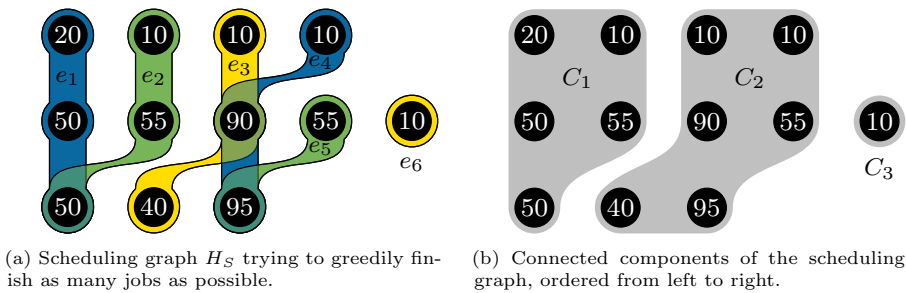 20 10 10 10
e1 e2 e3 e4
50 55 90 55 10
e5
e6
50 40 95
(a) Scheduling graph HS trying to greedily fin-
ish as many jobs as possible.
20 10 10 10
C1 C2
50 55 90 55 10
C3
50 40 95
(b) Connected components of the scheduling
graph, ordered from left to right.